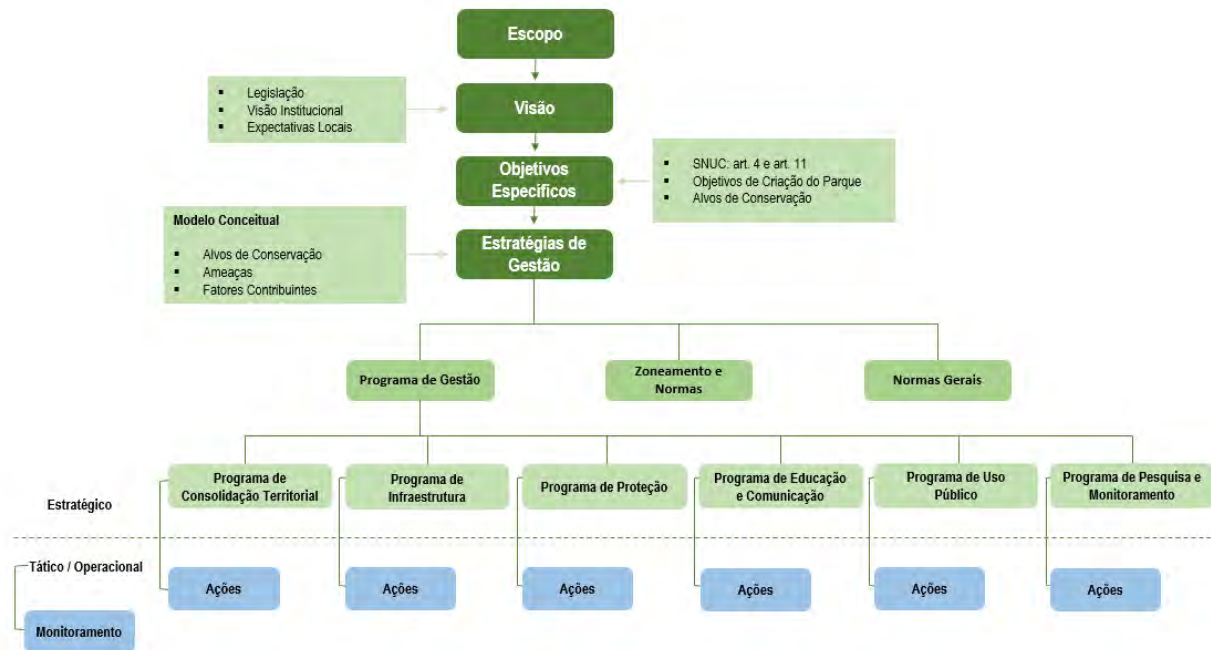 Escopo
Legislação
Visão Institucional
Expectativas Locais
Visão
Objetivos
Específicos
SNUC: art. 4 e art. 11
Objetivos de Criação do Parque
Alvos de Conservação
Modelo Conceitual
Alvos de Conservação
Ameaças
Fatores Contribuintes
Estratégias de
Gestão
Programa de Gestão
Zoneamento e
Normas
Normas Gerais
Programa de
Consolidação Territorial
Programa de
Infraestrutura
Programa de Proteção
Programa de Educação
e Comunicação
Programa de Uso
Público
Programa de Pesquisa e
Monitoramento
Estratégico
Tático / Operacional
Ações
Ações
Ações
Ações
Ações
Ações
Monitoramento